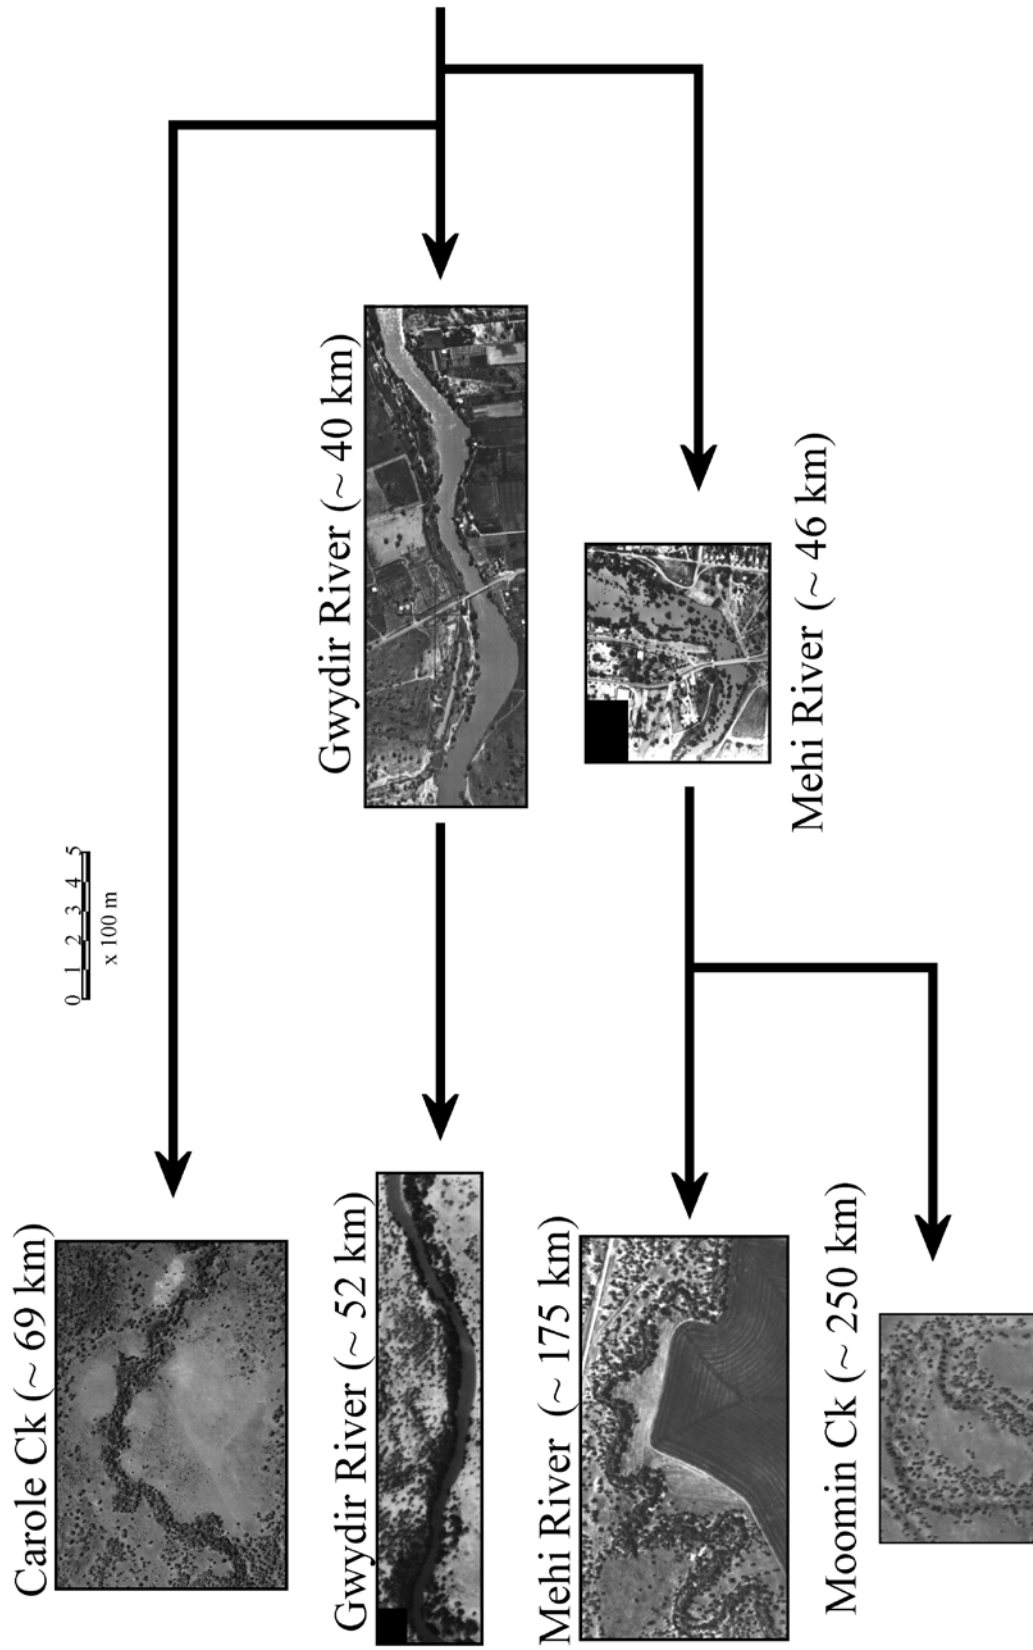 Carole Ck (~ 69 km)
0 1 2 3 4 5
x 100 m
Gwydir River (~ 52 km)
Gwydir River (~ 40 km)
Mehi River (~ 175 km)
Mehi River (~ 46 km)
Moomin Ck (~ 250 km)